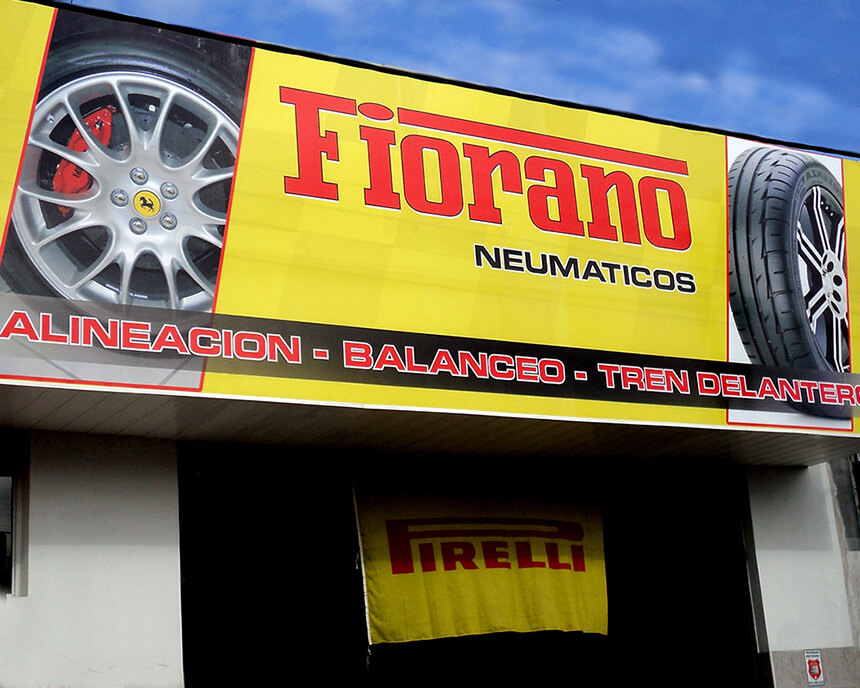 Fiorano
NEUMATICOS
ALINEACION - BALANCEO - TREN DELANTERO
PIRELLI